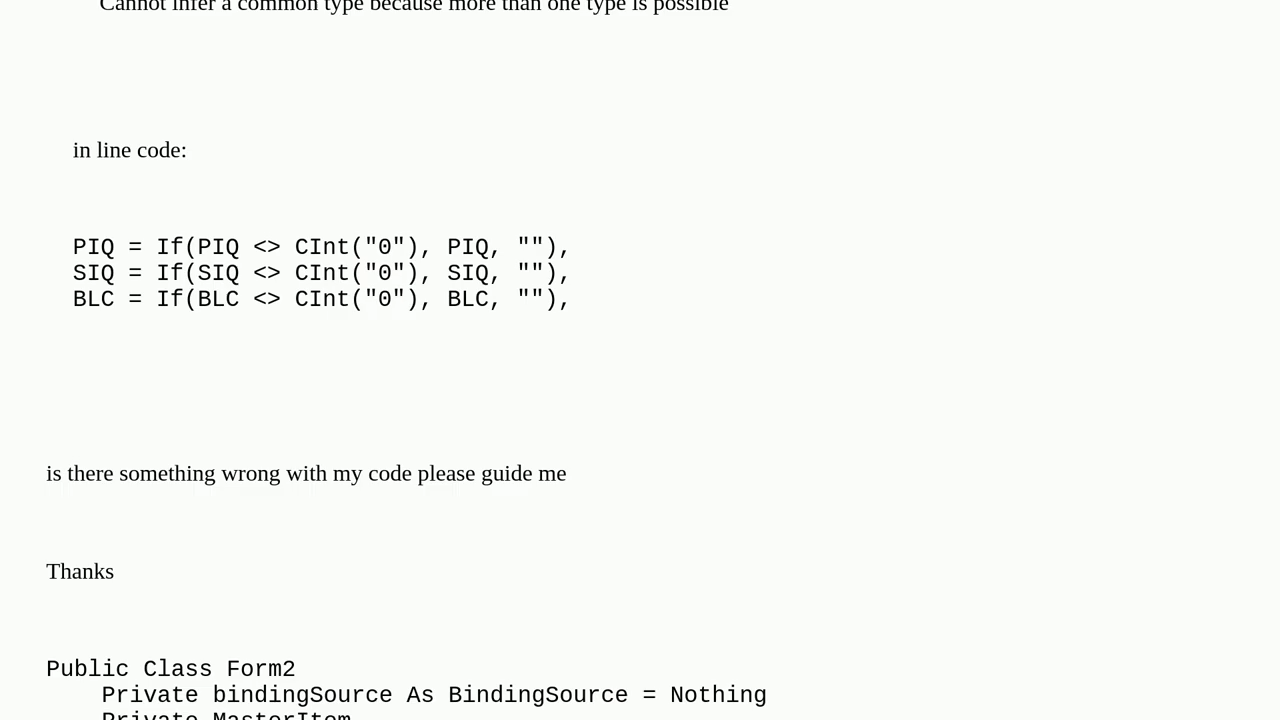 Cannot infer a common type because more than one type is possible
in line code:
PIQ = If(PIQ <> CInt("0"), PIQ, ""),
SIQ = If(SIQ <> CInt("0"), SIQ, ""),
BLC = If(BLC <> CInt("0"), BLC, ""),
is there something wrong with my code please guide me
Thanks
Public Class Form2
    Private bindingSource As BindingSource = Nothing
    Private MasterItem